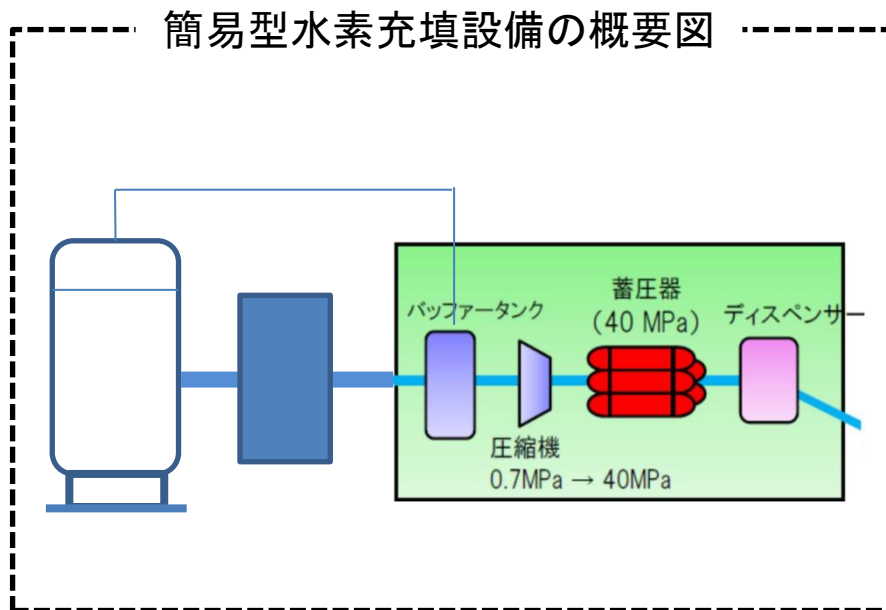 簡易型水素充填設備の概要図
バッファータンク
蓄圧器
(40 MPa)
ディスペンサー
圧縮機
0.7MPa → 40MPa